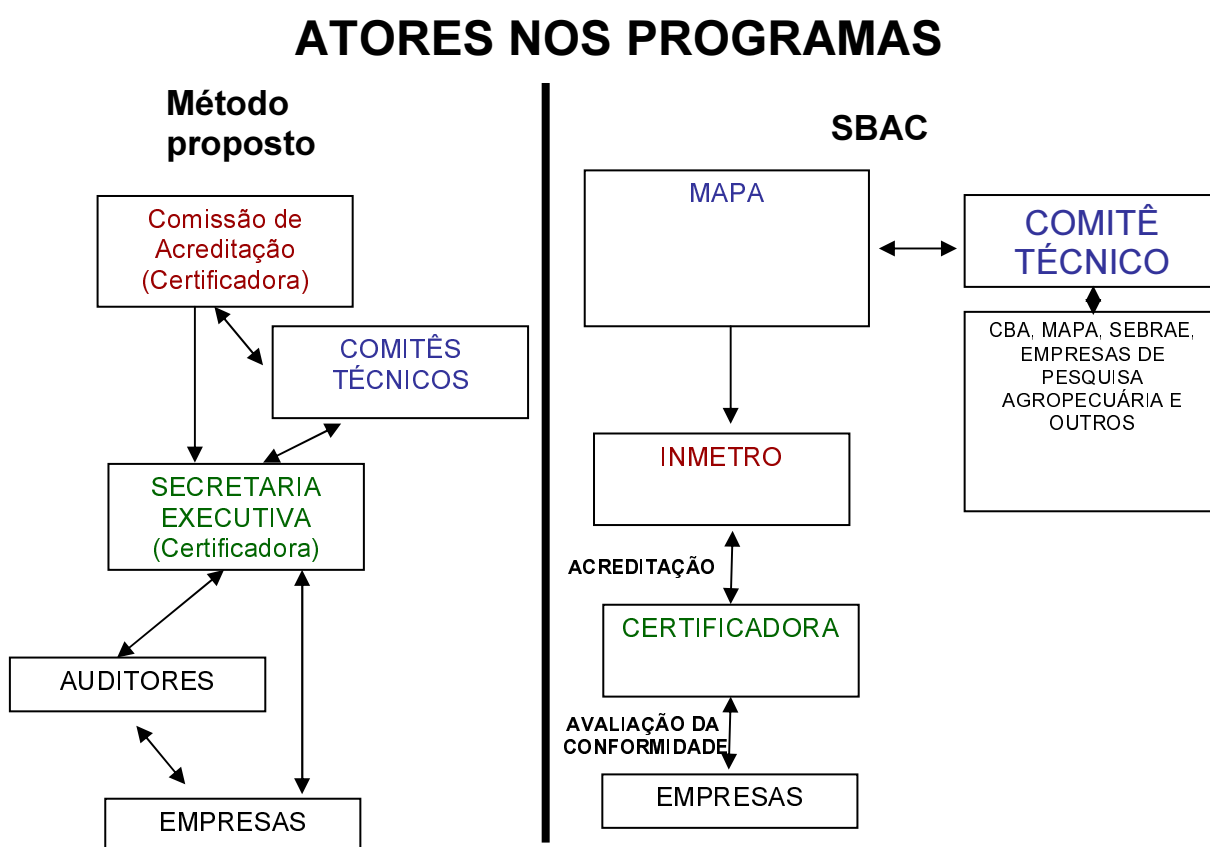 ATORES NOS PROGRAMAS
Método
proposto
Comissão de
Acreditação
(Certificadora)
COMITÊS
TÉCNICOS
SECRETARIA
EXECUTIVA
(Certificadora)
AUDITORES
EMPRESAS
SBAC
MAPA
COMITÊ
TÉCNICO
CBA, MAPA, SEBRAE,
EMPRESAS DE
PESQUISA
AGROPECUÁRIA E
OUTROS
INMETRO
ACREDITAÇÃO
CERTIFICADORA
AVALIAÇÃO DA
CONFORMIDADE
EMPRESAS